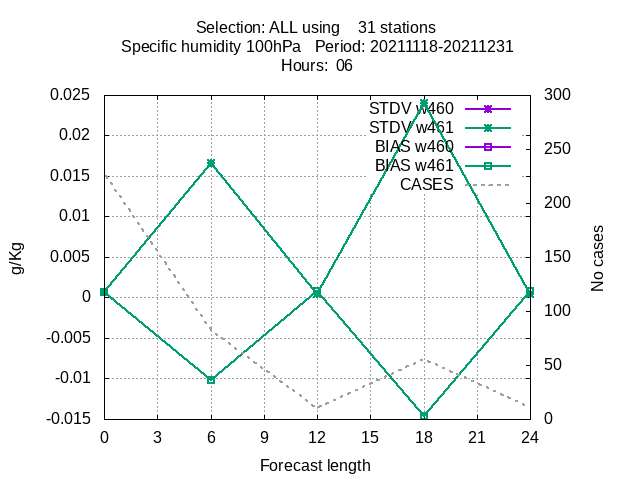 Selection: ALL using    31 stations
Specific humidity 100hPa   Period: 20211118-20211231
Hours:  06
0.025
0.02
0.015
0.01
0.005
0
-0.005
-0.01
-0.015
g/Kg
STDV w460
STDV w461
BIAS w460
BIAS w461
CASES
300
250
200
150
100
50
0
No cases
0 3 6 9 12 15 18 21 24
Forecast length